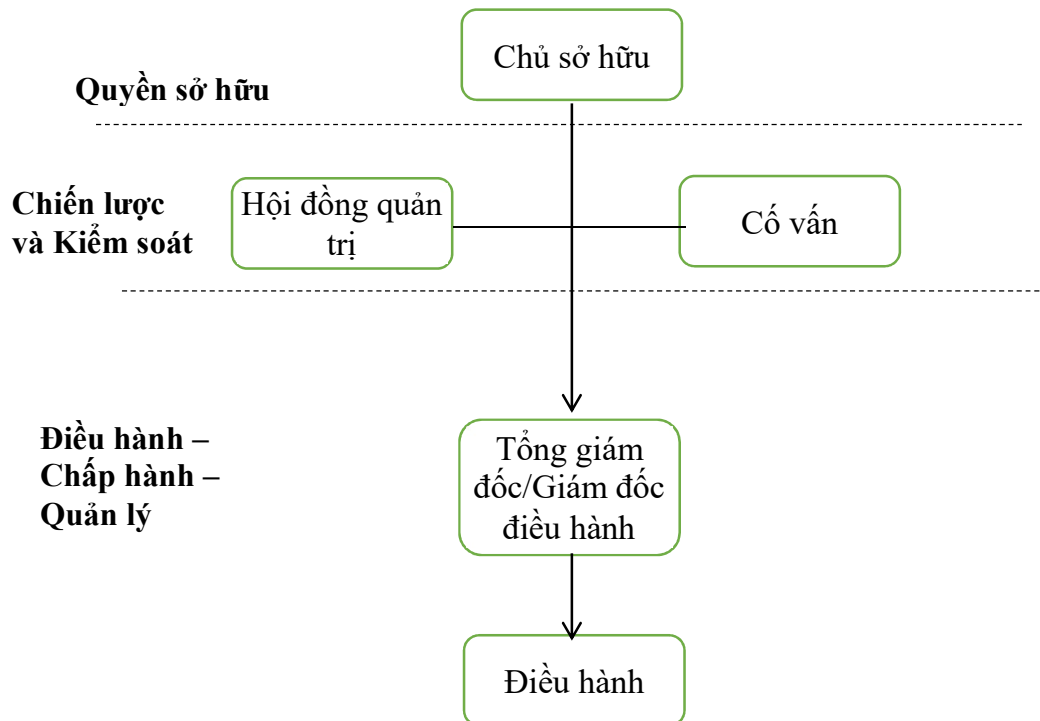 Chủ sở hữu
Quyền sở hữu
Chiến lược
và Kiểm soát
Hội đồng quản
trị
Cố vấn
Điều hành –
Chấp hành –
Quản lý
Tổng giám
đốc/Giám đốc
điều hành
Điều hành